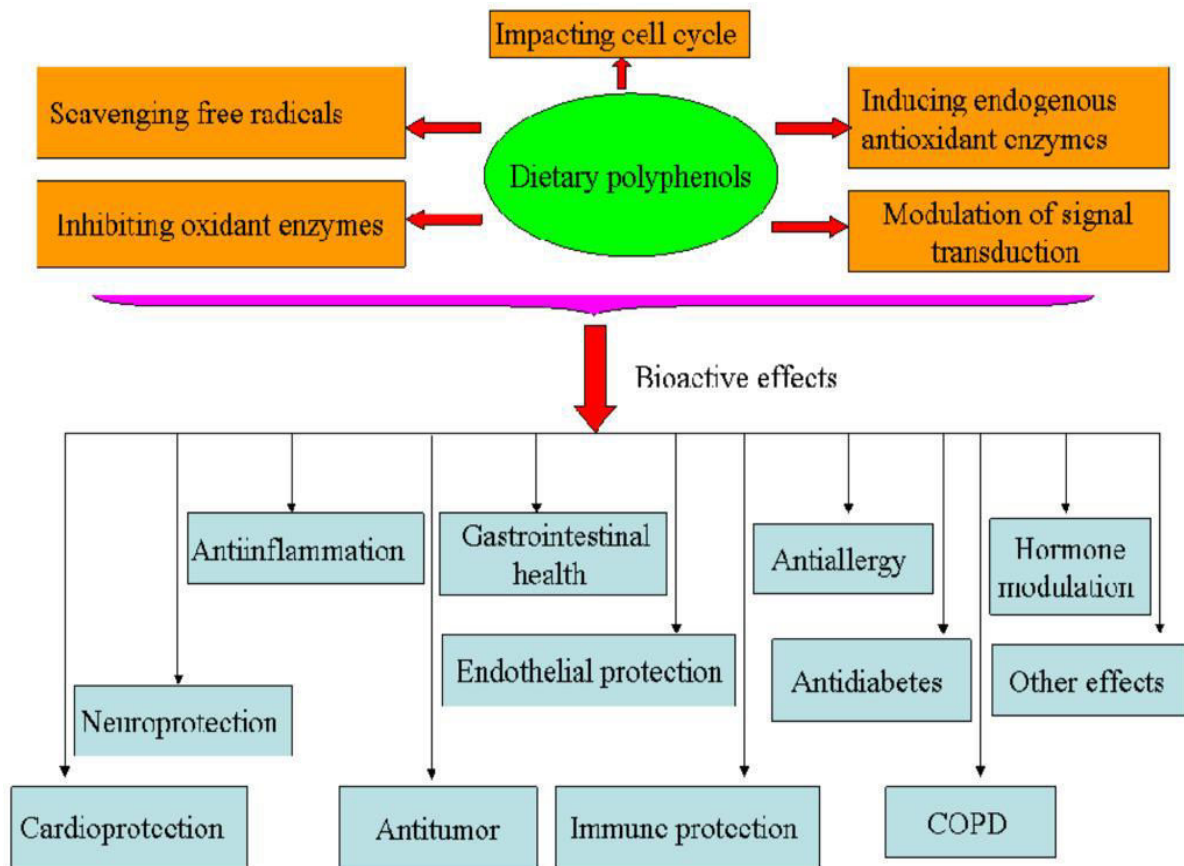 Impacting cell cycle
Scavenging free radicals
Inducing endogenous
antioxidant enzymes
Dietary polyphenols
Inhibiting oxidant enzymes
Modulation of signal
transduction
Bioactive effects
Antiinflammation
Gastrointestinal
health
Antiallergy
Hormone
modulation
Endothelial protection
Antidiabetes
Other effects
Neuroprotection
Cardioprotection
Antitumor
Immune protection
COPD